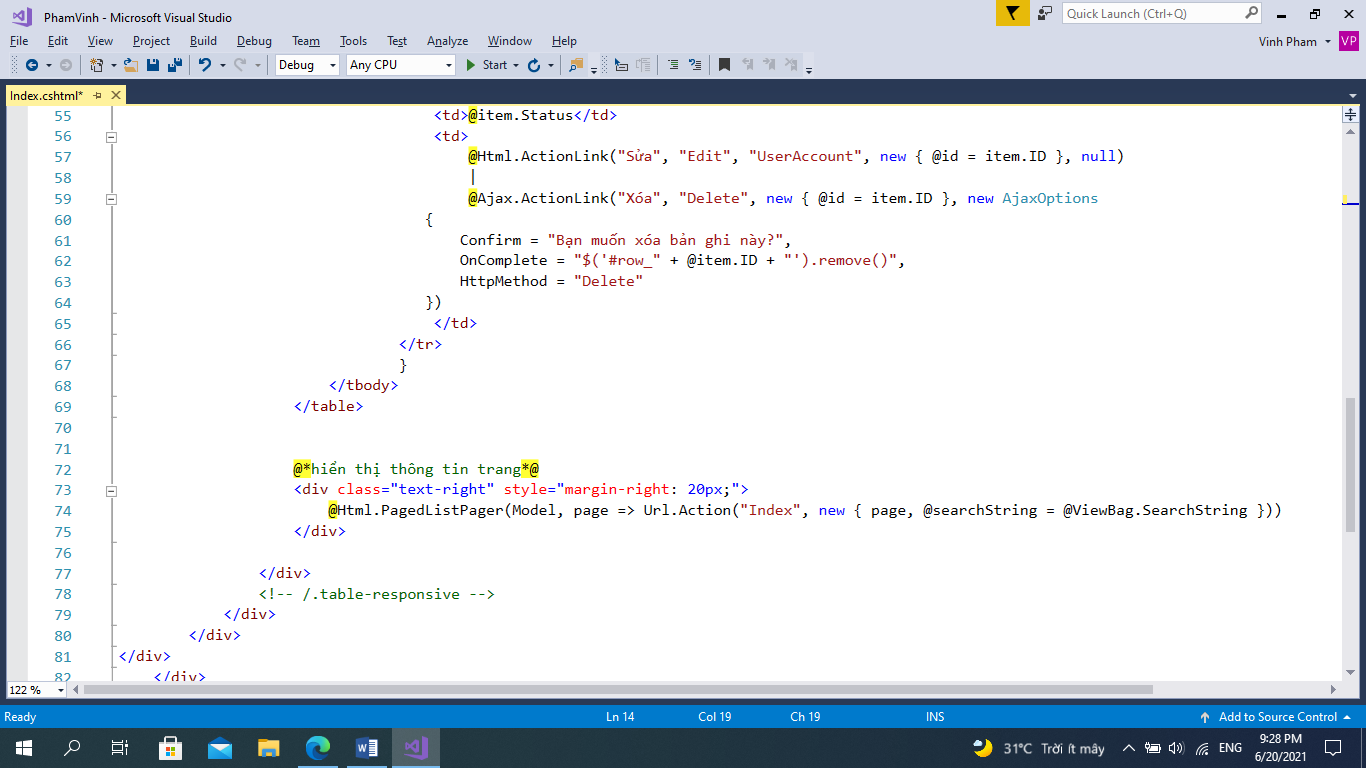 PhamVinh - Microsoft Visual Studio
Quick Launch (Ctrl+Q)
File Edit View Project Build Debug Team Tools Test Analyze Window Help
Vinh Pham VP
Debug Any CPU Start
Index.cshtml*
55 <td>@item.Status</td>
56 <td>
57 @Html.ActionLink("Sửa", "Edit", "UserAccount", new { @id = item.ID }, null)
58 |
59 @Ajax.ActionLink("Xóa", "Delete", new { @id = item.ID }, new AjaxOptions
60 {
61 Confirm = "Bạn muốn xóa bản ghi này?",
62 OnComplete = "$('#row_" + @item.ID + "').remove()",
63 HttpMethod = "Delete"
64 })
65 </td>
66 </tr>
67 }
68 </tbody>
69 </table>
70
71
72 @*hiển thị thông tin trang*@
73 <div class="text-right" style="margin-right: 20px;">
74 @Html.PagedListPager(Model, page => Url.Action("Index", new { page, @searchString = @ViewBag.SearchString }))
75 </div>
76
77 </div>
78 <!-- /.table-responsive -->
79 </div>
80 </div>
81 </div>
82 </div>
122 %
Ready Ln 14 Col 19 Ch 19 INS Add to Source Control
31°C Trời ít mây ENG 9:28 PM
6/20/2021